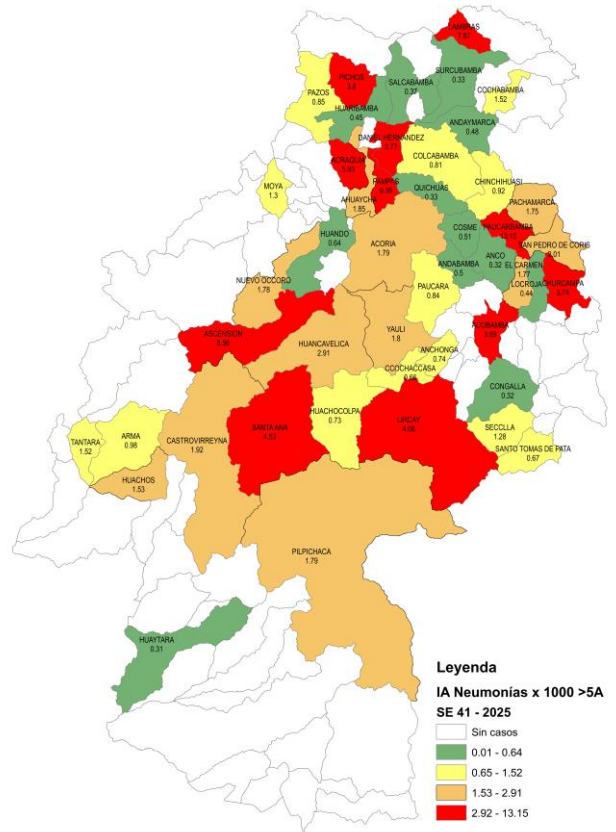 LAMBRAS
PICHOS
3.8
SALCABAMBA
0.37
SURCUBAMBA
0.33
PAZOS
0.85
COCHABAMBA
1.52
HUARIBAMBA
0.45
ANDAYMARCA
0.48
DANIEL HERNANDEZ
COLCABAMBA
0.81
ACRAQUIA
PAMPAS
QUICHUAS
0.33
CHINCHIHUASI
0.92
MOYA
1.3
AHUAYCHA
1.85
PACHAMARCA
1.75
HUANDO
0.64
ACORIA
1.79
COSME
0.51
PAUCARBAMBA
SAN PEDRO DE CORIS
ANDABAMBA
0.5
ANCO
0.32
EL CARMEN
1.77
LOCROJA
0.44
CHURCAMPA
NUEVO OCCORO
1.78
PAUCARA
0.84
ASCENSION
HUANCAVELICA
2.91
YAULI
1.8
ANCHONGA
0.74
ACOBAMBA
CCOCHACCASA
CONGALLA
0.32
SANTA ANA
4.53
HUACHOCOLPA
0.73
LIRCAY
4.06
SECCLLA
1.28
SANTO TOMAS DE PATA
0.67
TANTARA
1.52
ARMA
0.98
CASTROVIRREYNA
1.92
HUACHOS
1.53
PILPICHACA
1.79
HUAYTARA
0.31
Leyenda
IA Neumonías x 1000 >5A
SE 41 - 2025
Sin casos
0.01 - 0.64
0.65 - 1.52
1.53 - 2.91
2.92 - 13.15